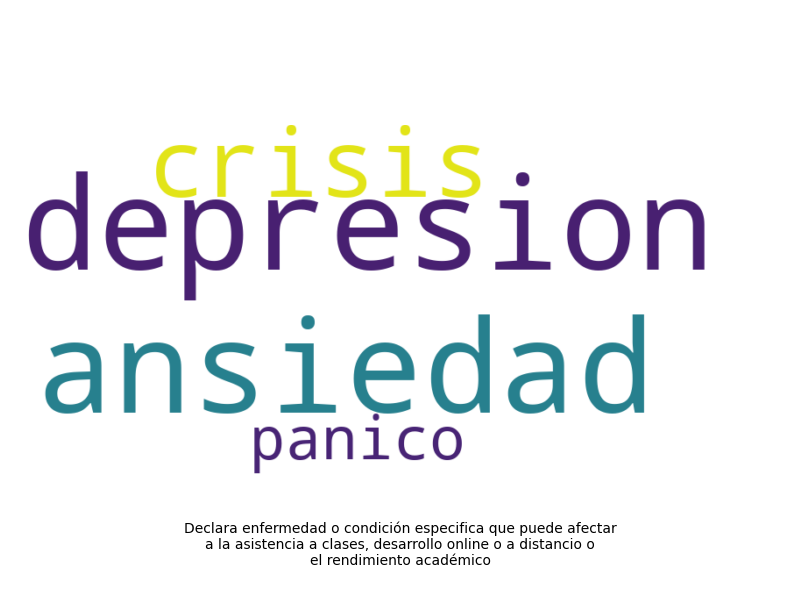 crisis
depresion
ansiedad
panico
Declara enfermedad o condición especifica que puede afectar
a la asistencia a clases, desarrollo online o a distancio o
el rendimiento académico